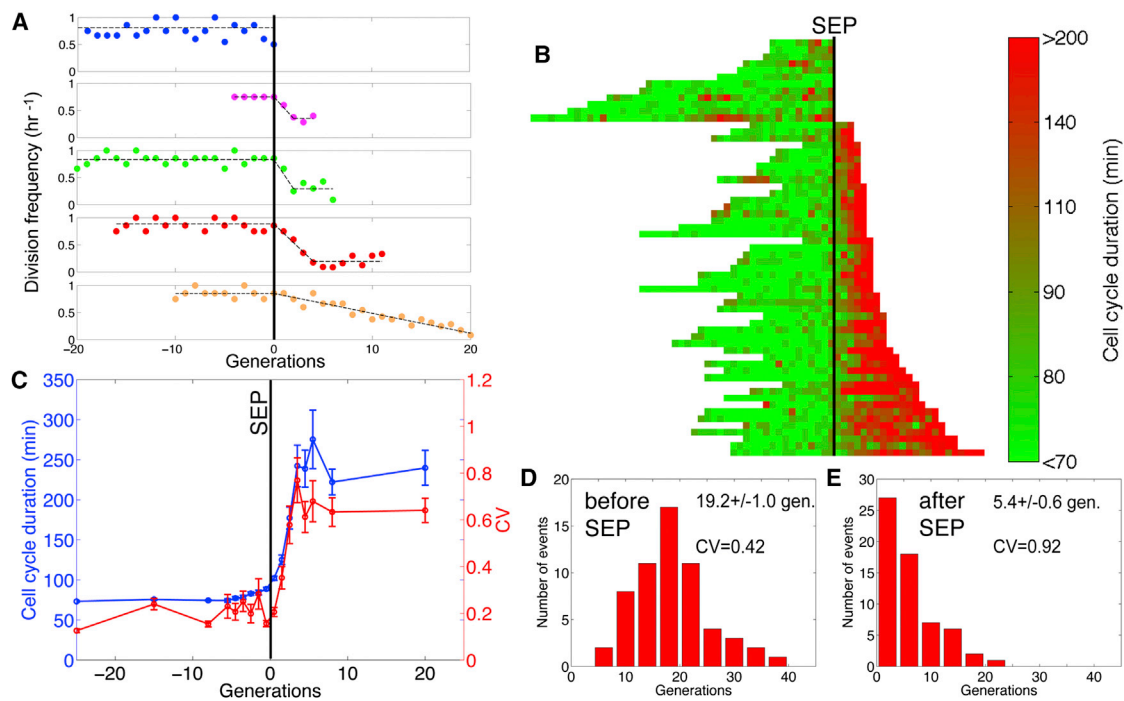 A
Division frequency (hr -1)
1
0.5
0
1
0.5
0
1
0.5
0
1
0.5
0
1
0.5
0
−20
−10
0
10
20
Generations
B
SEP
>200
140
110
90
80
<70
Cell cycle duration (min)
C
350
300
250
200
150
100
50
0
Cell cycle duration (min)
SEP
1.2
1
0.8
0.6
0.4
0.2
0
CV
−20
−10
0
10
20
Generations
D
20
15
10
5
0
Number of events
before
SEP
19.2+/-1.0 gen.
CV=0.42
0
10
20
30
40
Generations
E
30
25
20
15
10
5
0
Number of events
after
SEP
5.4+/-0.6 gen.
CV=0.92
0
10
20
30
40
Generations